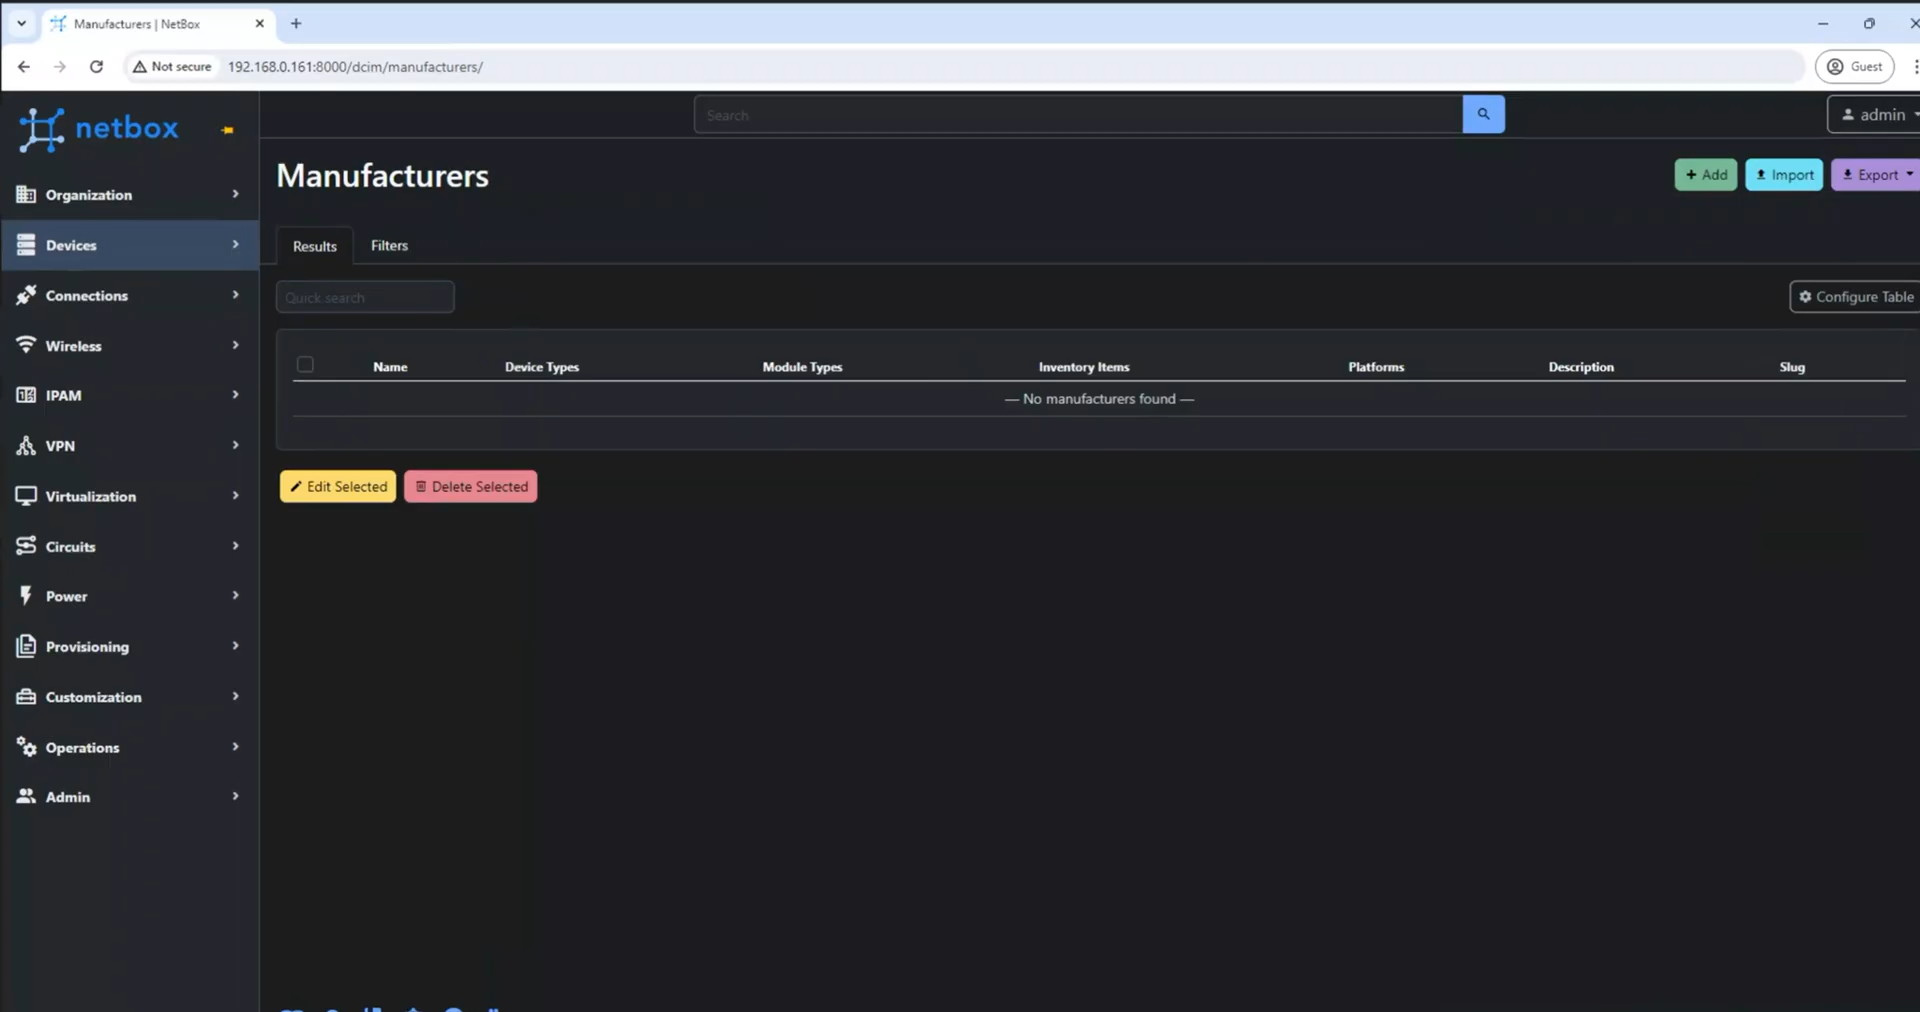 Manufacturers | NetBox
Not secure 192.168.0.161:8000/dcim/manufacturers/ Guest
netbox
Search
admin
Organization
Devices
Connections
Wireless
IPAM
VPN
Virtualization
Circuits
Power
Provisioning
Customization
Operations
Admin
Manufacturers
+ Add Import Export
Results Filters
Quick search
Configure Table
Name Device Types Module Types Inventory Items Platforms Description Slug
— No manufacturers found —
Edit Selected Delete Selected